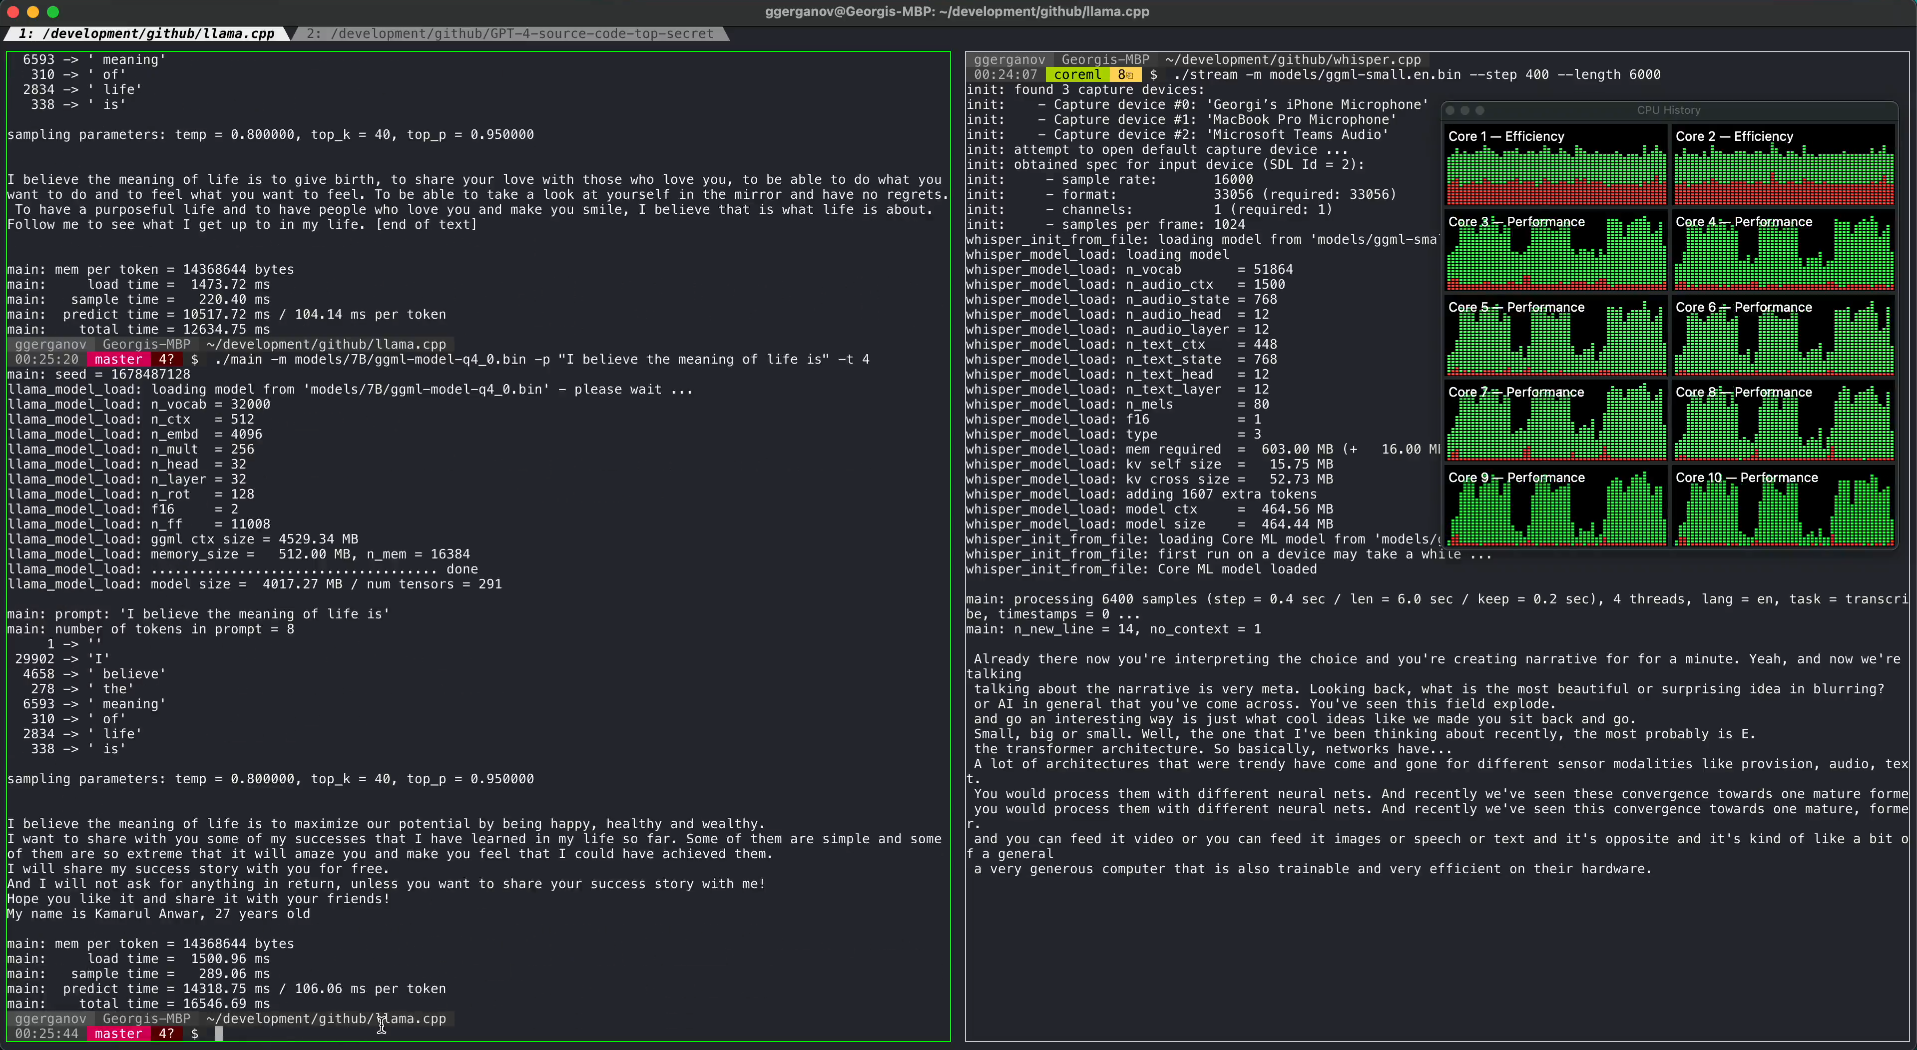 ggerganov@Georgis-MBP: ~/development/github/llama.cpp
1: /development/github/llama.cpp
2: /development/github/GPT-4-source-code-top-secret
6593 -> ' meaning'
310 -> ' of'
2834 -> ' life'
338 -> ' is'
sampling parameters: temp = 0.800000, top_k = 40, top_p = 0.950000
I believe the meaning of life is to give birth, to share your love with those who love you, to be able to do what you
want to do and to feel what you want to feel. To be able to take a look at yourself in the mirror and have no regrets.
To have a purposeful life and to have people who love you and make you smile, I believe that is what life is about.
Follow me to see what I get up to in my life. [end of text]
main: mem per token = 14368644 bytes
main:     load time =  1473.72 ms
main:   sample time =   220.40 ms
main:  predict time = 10517.72 ms / 104.14 ms per token
main:    total time = 12634.75 ms
ggerganov  Georgis-MBP  ~/development/github/llama.cpp
00:25:20  master  4?  $  ./main -m models/7B/ggml-model-q4_0.bin -p "I believe the meaning of life is" -t 4
main: seed = 1678487128
llama_model_load: loading model from 'models/7B/ggml-model-q4_0.bin' - please wait ...
llama_model_load: n_vocab = 32000
llama_model_load: n_ctx   = 512
llama_model_load: n_embd  = 4096
llama_model_load: n_mult  = 256
llama_model_load: n_head  = 32
llama_model_load: n_layer = 32
llama_model_load: n_rot   = 128
llama_model_load: f16     = 2
llama_model_load: n_ff    = 11008
llama_model_load: ggml ctx size = 4529.34 MB
llama_model_load: memory_size =   512.00 MB, n_mem = 16384
llama_model_load: .................................... done
llama_model_load: model size =  4017.27 MB / num tensors = 291
main: prompt: 'I believe the meaning of life is'
main: number of tokens in prompt = 8
1 -> ''
29902 -> 'I'
4658 -> ' believe'
278 -> ' the'
6593 -> ' meaning'
310 -> ' of'
2834 -> ' life'
338 -> ' is'
sampling parameters: temp = 0.800000, top_k = 40, top_p = 0.950000
I believe the meaning of life is to maximize our potential by being happy, healthy and wealthy.
I want to share with you some of my successes that I have learned in my life so far. Some of them are simple and some
of them are so extreme that it will amaze you and make you feel that I could have achieved them.
I will share my success story with you for free.
And I will not ask for anything in return, unless you want to share your success story with me!
Hope you like it and share it with your friends!
My name is Kamarul Anwar, 27 years old
main: mem per token = 14368644 bytes
main:     load time =  1500.96 ms
main:   sample time =   289.06 ms
main:  predict time = 14318.75 ms / 106.06 ms per token
main:    total time = 16546.69 ms
ggerganov  Georgis-MBP  ~/development/github/llama.cpp
00:25:44  master  4?  $
ggerganov  Georgis-MBP  ~/development/github/whisper.cpp
00:24:07  coreml  8  $  ./stream -m models/ggml-small.en.bin --step 400 --length 6000
init: found 3 capture devices:
init:    - Capture device #0: 'Georgi's iPhone Microphone'
init:    - Capture device #1: 'MacBook Pro Microphone'
init:    - Capture device #2: 'Microsoft Teams Audio'
init: attempt to open default capture device ...
init: obtained spec for input device (SDL Id = 2):
init:     - sample rate:       16000
init:     - format:            33056 (required: 33056)
init:     - channels:          1 (required: 1)
init:     - samples per frame: 1024
whisper_init_from_file: loading model from 'models/ggml-sma
whisper_model_load: loading model
whisper_model_load: n_vocab       = 51864
whisper_model_load: n_audio_ctx   = 1500
whisper_model_load: n_audio_state = 768
whisper_model_load: n_audio_head  = 12
whisper_model_load: n_audio_layer = 12
whisper_model_load: n_text_ctx    = 448
whisper_model_load: n_text_state  = 768
whisper_model_load: n_text_head   = 12
whisper_model_load: n_text_layer  = 12
whisper_model_load: n_mels        = 80
whisper_model_load: f16           = 1
whisper_model_load: type          = 3
whisper_model_load: mem required  =  603.00 MB (+   16.00 M
whisper_model_load: kv self size  =   15.75 MB
whisper_model_load: kv cross size =   52.73 MB
whisper_model_load: adding 1607 extra tokens
whisper_model_load: model ctx     =  464.56 MB
whisper_model_load: model size    =  464.44 MB
whisper_init_from_file: loading Core ML model from 'models/g
whisper_init_from_file: first run on a device may take a while ...
whisper_init_from_file: Core ML model loaded
main: processing 6400 samples (step = 0.4 sec / len = 6.0 sec / keep = 0.2 sec), 4 threads, lang = en, task = transcri
be, timestamps = 0 ...
main: n_new_line = 14, no_context = 1
Already there now you're interpreting the choice and you're creating narrative for for a minute. Yeah, and now we're
talking
talking about the narrative is very meta. Looking back, what is the most beautiful or surprising idea in blurring?
or AI in general that you've come across. You've seen this field explode.
and go an interesting way is just what cool ideas like we made you sit back and go.
Small, big or small. Well, the one that I've been thinking about recently, the most probably is E.
the transformer architecture. So basically, networks have...
A lot of architectures that were trendy have come and gone for different sensor modalities like provision, audio, tex
t.
You would process them with different neural nets. And recently we've seen these convergence towards one mature forme
you would process them with different neural nets. And recently we've seen this convergence towards one mature, forme
r.
and you can feed it video or you can feed it images or speech or text and it's opposite and it's kind of like a bit o
f a general
a very generous computer that is also trainable and very efficient on their hardware.
CPU History
Core 1 — Efficiency
Core 2 — Efficiency
Core 3 — Performance
Core 4 — Performance
Core 5 — Performance
Core 6 — Performance
Core 7 — Performance
Core 8 — Performance
Core 9 — Performance
Core 10 — Performance